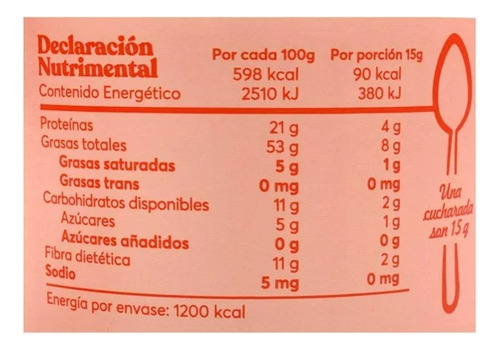 Declaración
Nutrimental
Por cada 100g Por porción 15g
598 kcal 90 kcal
Contenido Energético 2510 kJ 380 kJ
Proteínas 21 g 4 g
Grasas totales 53 g 8 g
Grasas saturadas 5 g 1 g
Grasas trans 0 mg 0 mg
Carbohidratos disponibles 11 g 2 g
Azúcares 5 g 1 g
Azúcares añadidos 0 g 0 g
Fibra dietética 11 g 2 g
Sodio 5 mg 0 mg
Energía por envase: 1200 kcal
Una
cucharada
son 15 g